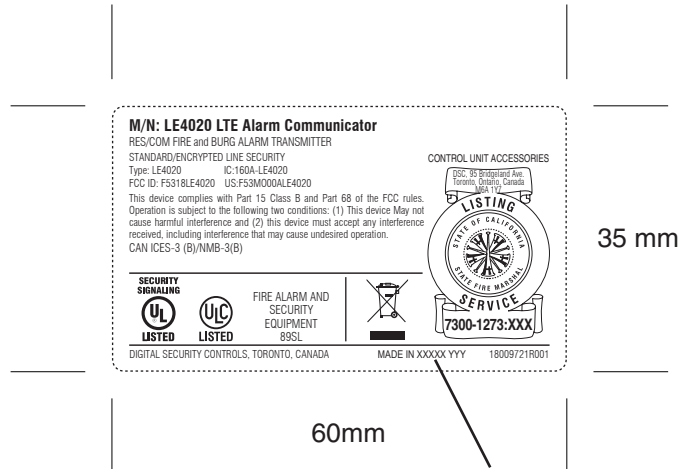 M/N: LE4020 LTE Alarm Communicator
RES/COM FIRE and BURG ALARM TRANSMITTER
STANDARD/ENCRYPTED LINE SECURITY
Type: LE4020 IC:160A-LE4020
FCC ID: F5318LE4020 US:F53MO00ALE4020
This device complies with Part 15 Class B and Part 68 of the FCC rules.
Operation is subject to the following two conditions: (1) This device May not
cause harmful interference and (2) this device must accept any interference
received, including interference that may cause undesired operation.
CAN ICES-3 (B)/NMB-3(B)
CONTROL UNIT ACCESSORIES
DSC, 95 Bridgeland Ave.
Toronto, Ontario, Canada
M6A 1Y7
LISTING
STATE OF CALIFORNIA
STATE FIRE MARSHAL
SERVICE
7300-1273:XXX
SECURITY
SIGNALING
UL
LISTED
ULC
LISTED
FIRE ALARM AND
SECURITY
EQUIPMENT
89SL
DIGITAL SECURITY CONTROLS, TORONTO, CANADA
MADE IN XXXXX YYY
18009721R001
35 mm
60mm